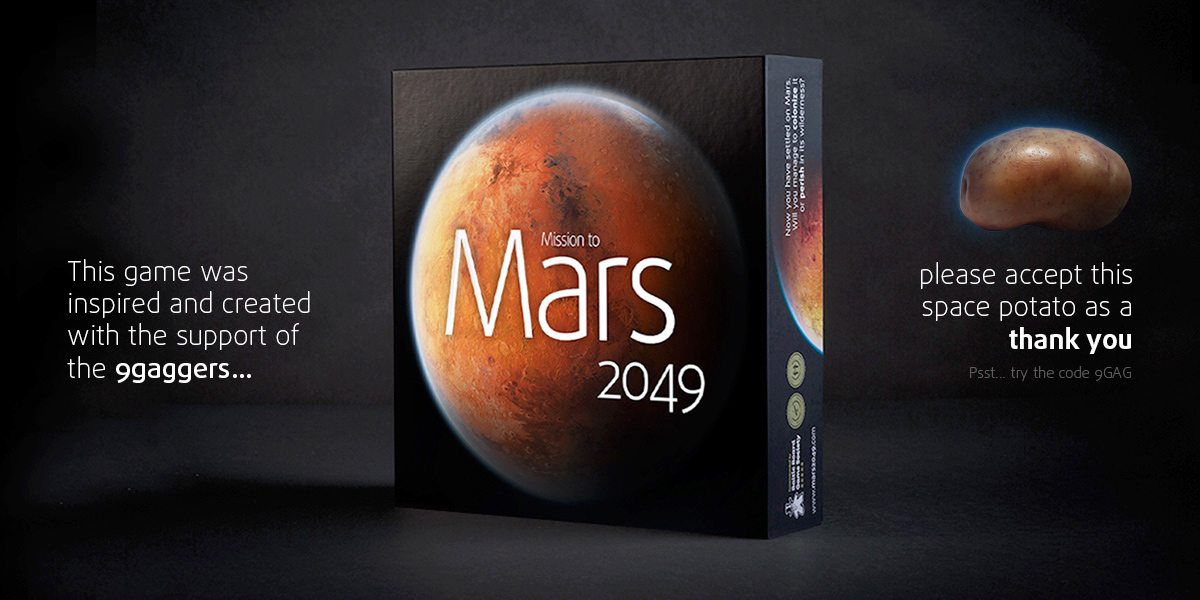 This game was
inspired and created
with the support of
the 9gaggers...
Mission to
Mars
2049
Now you have settled on Mars.
Will you manage to colonize it
or perish in its wilderness?
Game Society
www.mars2049.com
please accept this
space potato as a
thank you
Psst... try the code 9GAG